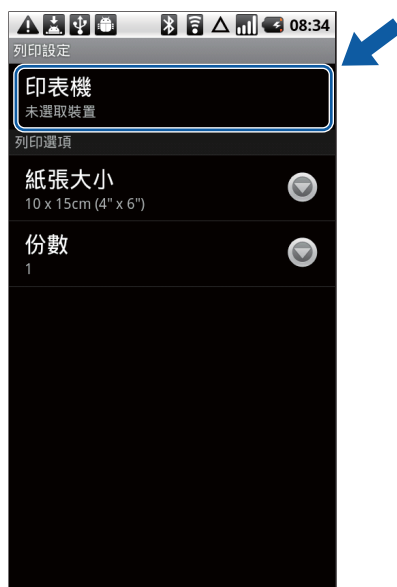 08:34
列印設定
印表機
未選取裝置
列印選項
紙張大小
10 x 15cm (4" x 6")
份數
1